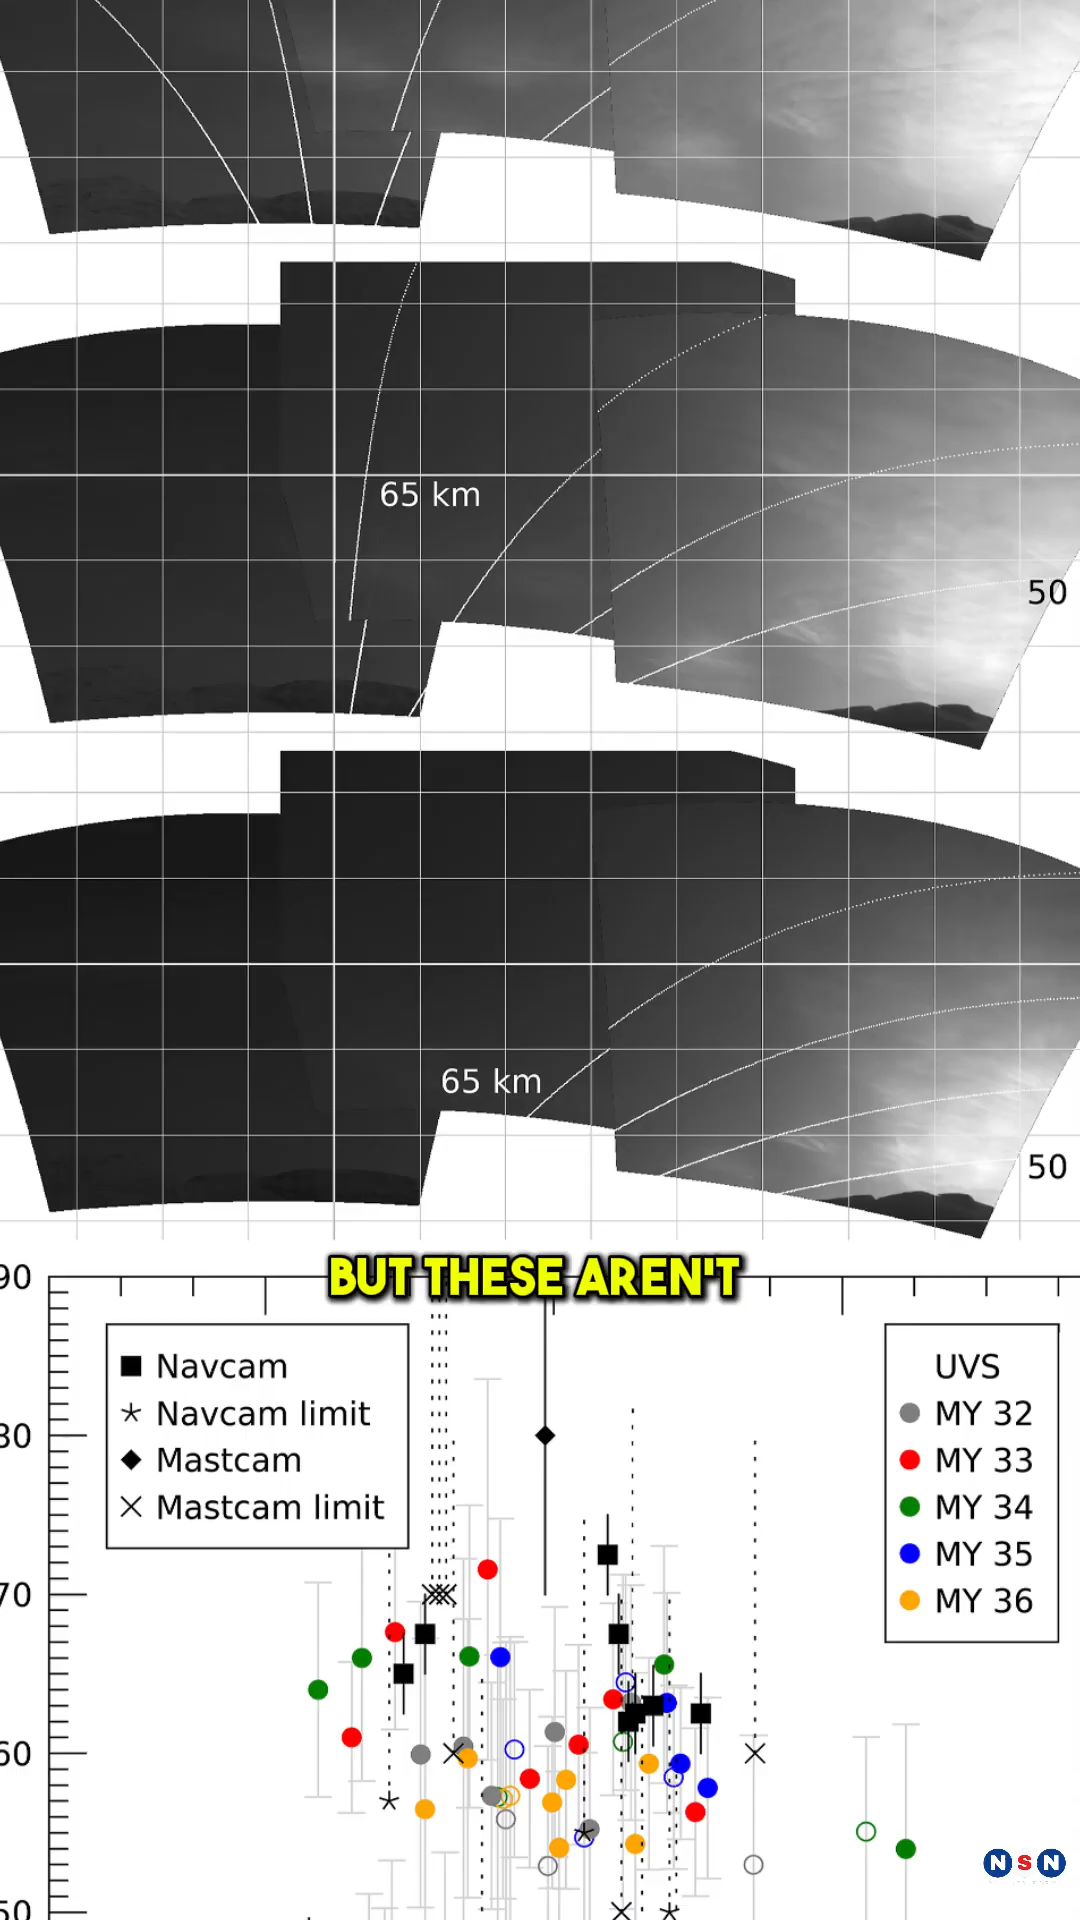 65 km
50
65 km
50
BUT THESE AREN'T
90
80
70
60
50
Navcam
Navcam limit
Mastcam
Mastcam limit
UVS
MY 32
MY 33
MY 34
MY 35
MY 36
NSN